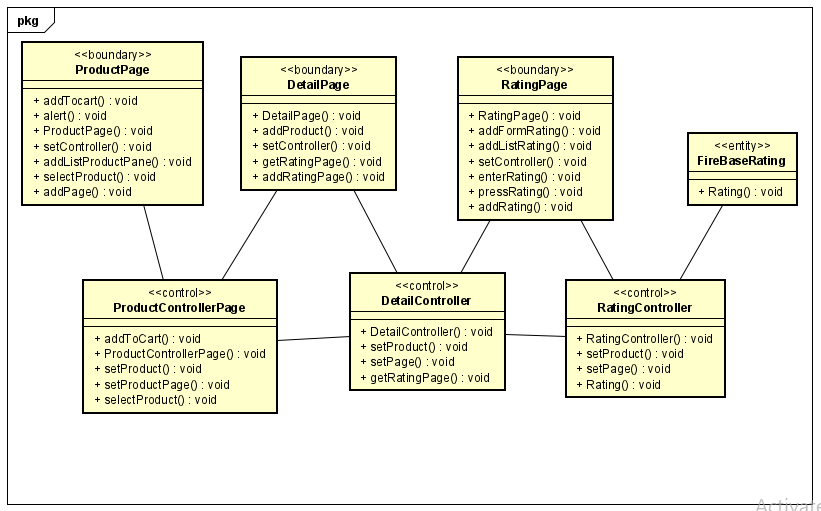 pkg
<<boundary>>
ProductPage
+ addTocart() : void
+ alert() : void
+ ProductPage() : void
+ setController() : void
+ addListProductPane() : void
+ selectProduct() : void
+ addPage() : void
<<boundary>>
DetailPage
+ DetailPage() : void
+ addProduct() : void
+ setController() : void
+ getRatingPage() : void
+ addRatingPage() : void
<<boundary>>
RatingPage
+ RatingPage() : void
+ addFormRating() : void
+ addListRating() : void
+ setController() : void
+ enterRating() : void
+ pressRating() : void
+ addRating() : void
<<entity>>
FireBaseRating
+ Rating() : void
<<control>>
ProductControllerPage
+ addToCart() : void
+ ProductControllerPage() : void
+ setProduct() : void
+ setProductPage() : void
+ selectProduct() : void
<<control>>
DetailController
+ DetailController() : void
+ setProduct() : void
+ setPage() : void
+ getRatingPage() : void
<<control>>
RatingController
+ RatingController() : void
+ setProduct() : void
+ setPage() : void
+ Rating() : void
Activate